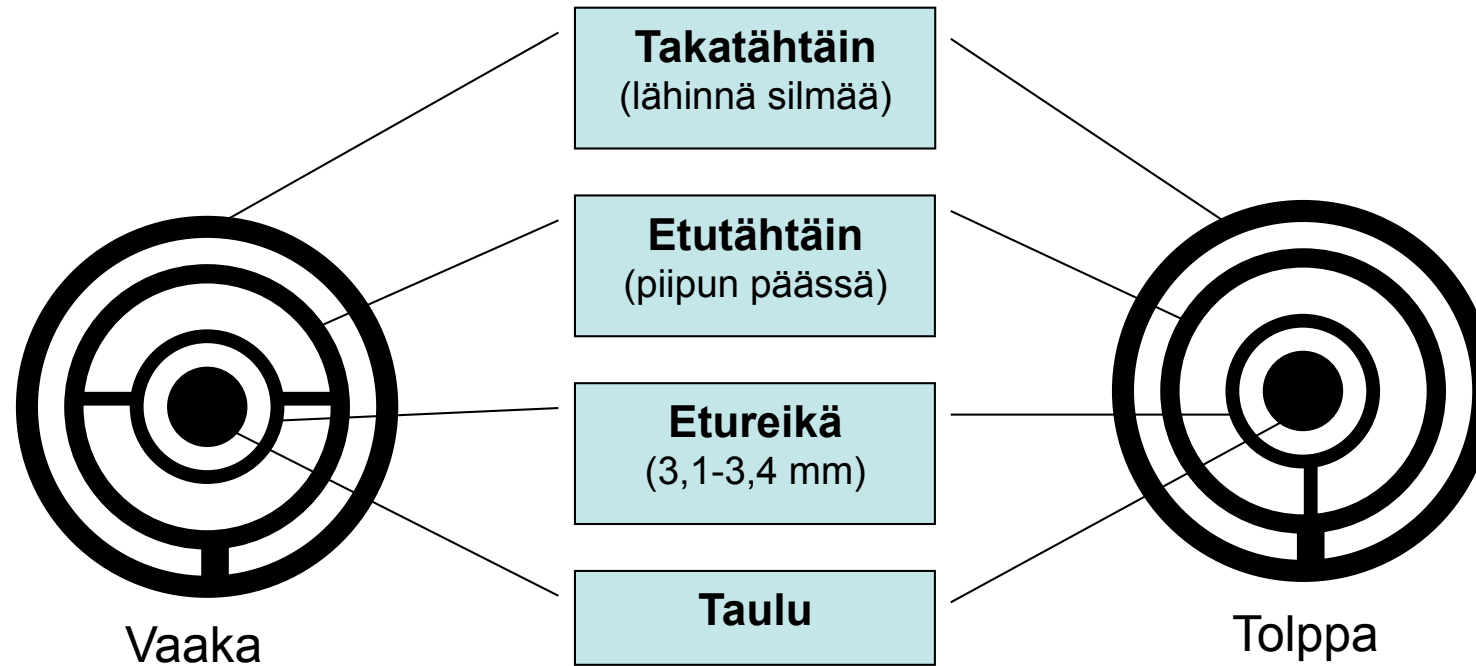 Takatähtäin
(lähinnä silmää)
Etutähtäin
(piipun päässä)
Etureikä
(3,1-3,4 mm)
Taulu
Vaaka
Tolppa